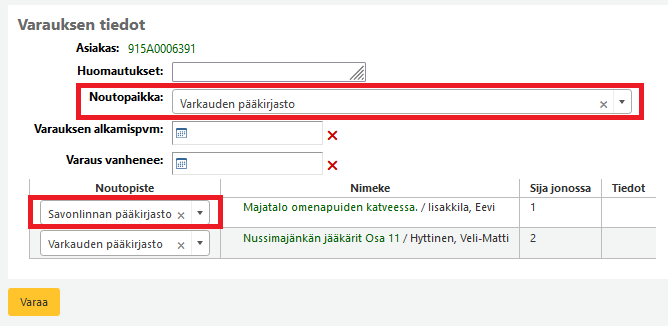 Varauksen tiedot
Asiakas: 915A0006391
Huomautukset:
Noutopaikka: Varkauden pääkirjasto
Varauksen alkamispvm:
Varaus vanhenee:
Noutopiste Nimeke Sija jonossa Tiedot
Savonlinnan pääkirjasto Majatalo omenapuiden katveessa. / Iisakkila, Eevi 1
Varkauden pääkirjasto Nussimajänkän jääkärit Osa 11 / Hyttinen, Veli-Matti 2
Varaa